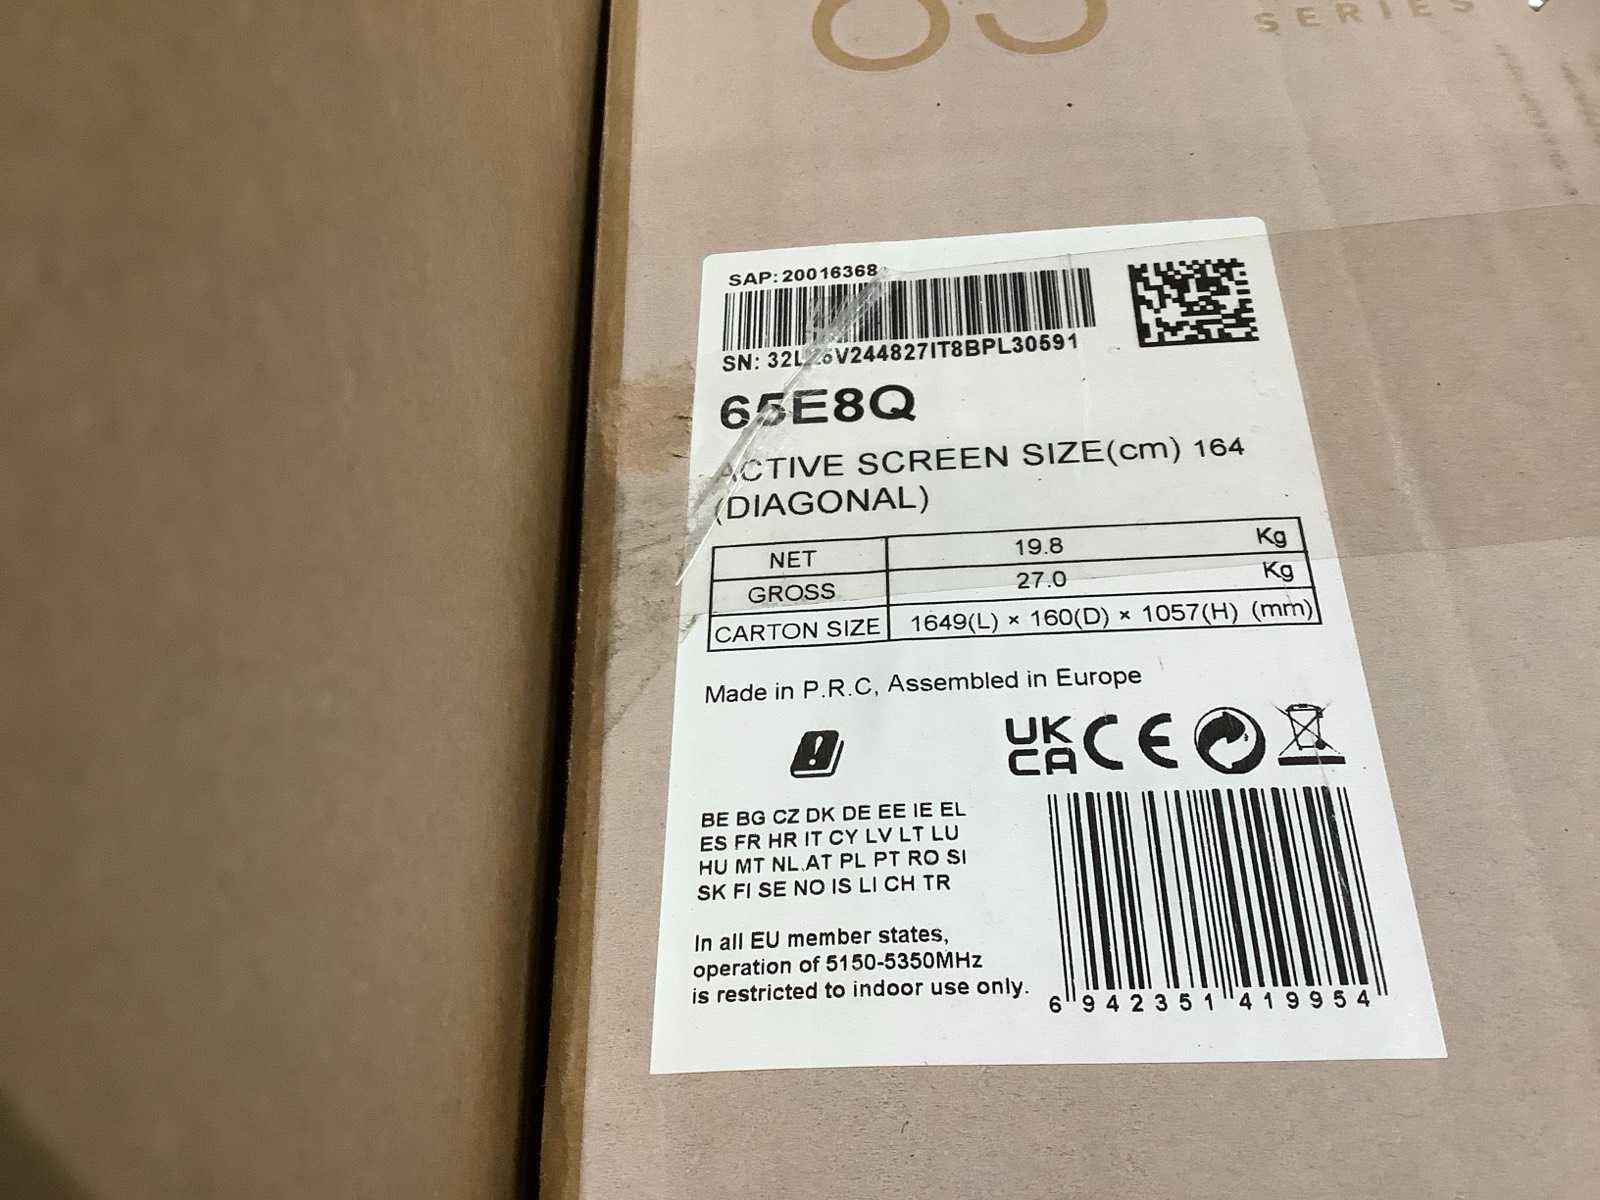 SERIES
SAP: 20016368
65E8Q
ACTIVE SCREEN SIZE(cm) 164
(DIAGONAL)
NET 19.8 Kg
GROSS 27.0 Kg
CARTON SIZE 1649(L) × 160(D) × 1057(H) (mm)
Made in P.R.C, Assembled in Europe
UK
CA CE
BE BG CZ DK DE EE IE EL
ES FR HR IT CY LV LT LU
HU MT NL AT PL PT RO SI
SK FI SE NO IS LI CH TR
In all EU member states,
operation of 5150-5350MHz
is restricted to indoor use only.
6 942351 419954
SN: